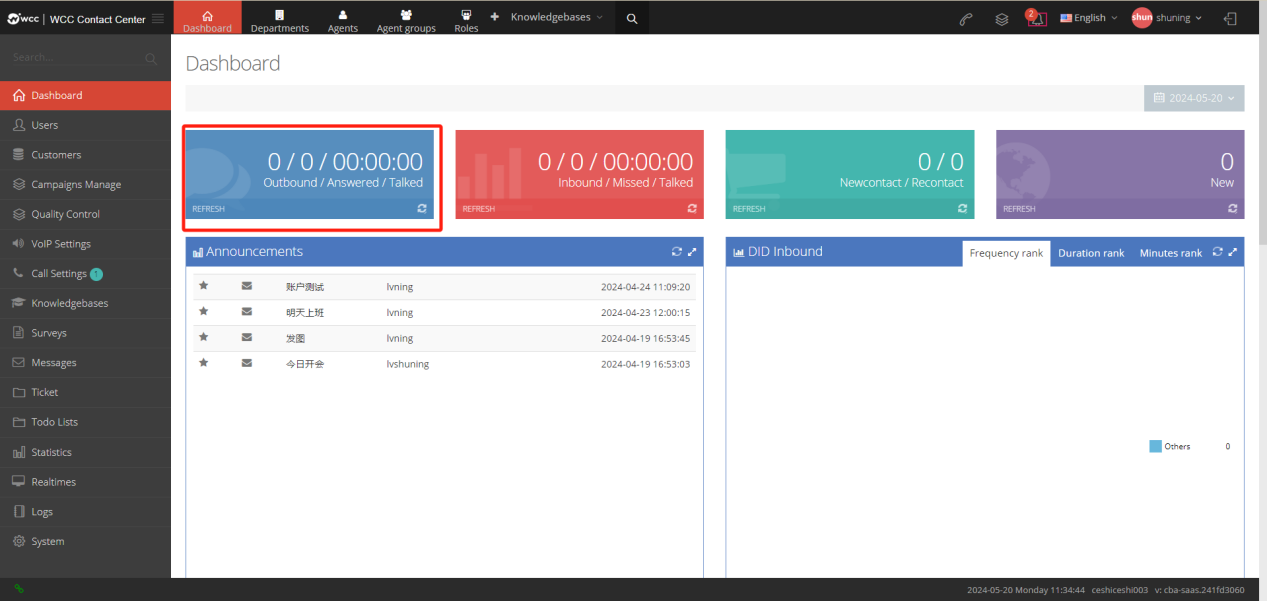 wcc | WCC Contact Center
Dashboard
Departments
Agents
Agent groups
Roles
Knowledgebases
2
English
shun shuning
Search...
Dashboard
Users
Customers
Campaigns Manage
Quality Control
VoIP Settings
Call Settings 1
Knowledgebases
Surveys
Messages
Ticket
Todo Lists
Statistics
Realtimes
Logs
System
Dashboard
2024-05-20
0 / 0 / 00:00:00
Outbound / Answered / Talked
REFRESH
0 / 0 / 00:00:00
Inbound / Missed / Talked
REFRESH
0 / 0
Newcontact / Recontact
REFRESH
0
New
REFRESH
Announcements
账户测试 lvning 2024-04-24 11:09:20
明天上班 lvning 2024-04-23 12:00:15
发图 lvning 2024-04-19 16:53:45
今日开会 lvshuning 2024-04-19 16:53:03
DID Inbound
Frequency rank Duration rank Minutes rank
Others 0
2024-05-20 Monday 11:34:44 ceshiceshi003 v: cba-saas.241fd3060